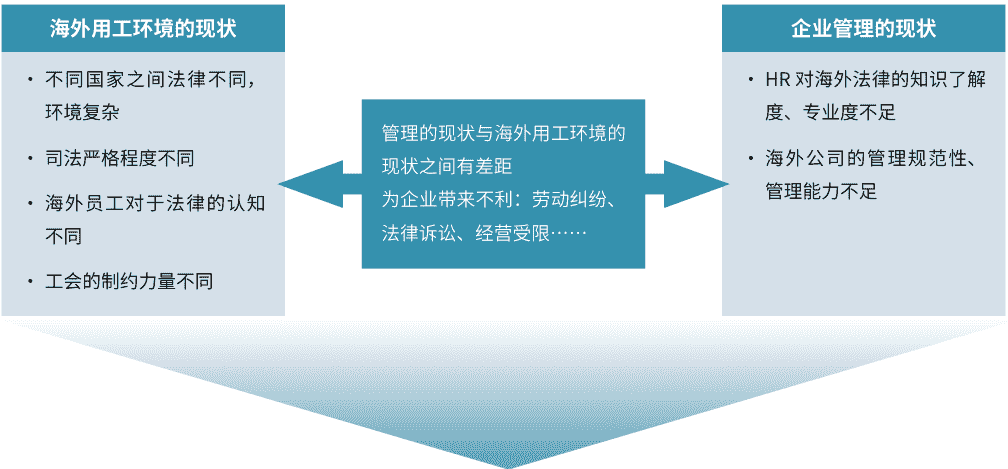 海外用工环境的现状
• 不同国家之间法律不同，
环境复杂
• 司法严格程度不同
• 海外员工对于法律的认知
不同
• 工会的制约力量不同
管理的现状与海外用工环境的
现状之间有差距
为企业带来不利：劳动纠纷、
法律诉讼、经营受限……
企业管理的现状
• HR 对海外法律的知识了解
度、专业度不足
• 海外公司的管理规范性、
管理能力不足